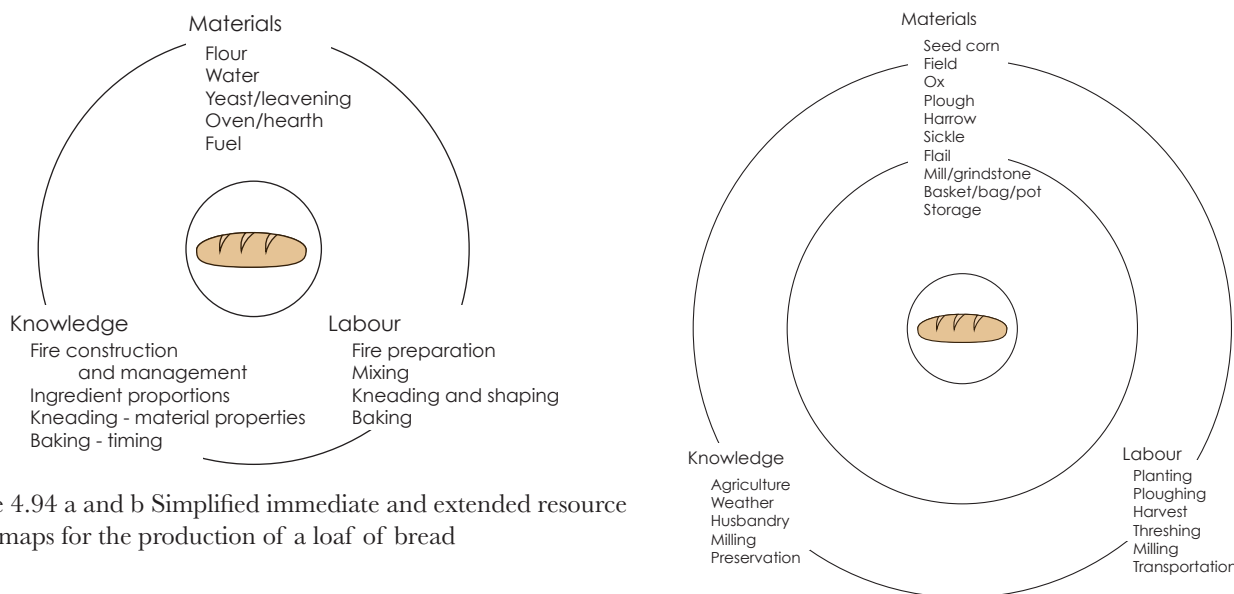 Materials
Flour
Water
Yeast/leavening
Oven/hearth
Fuel
Knowledge
Fire construction
and management
Ingredient proportions
Kneading - material properties
Baking - timing
Labour
Fire preparation
Mixing
Kneading and shaping
Baking
4.94 a and b Simplified immediate and extended resource
maps for the production of a loaf of bread
Materials
Seed corn
Field
Ox
Plough
Harrow
Sickle
Flail
Mill/grindstone
Basket/bag/pot
Storage
Knowledge
Agriculture
Weather
Husbandry
Milling
Preservation
Labour
Planting
Ploughing
Harvest
Threshing
Milling
Transportation